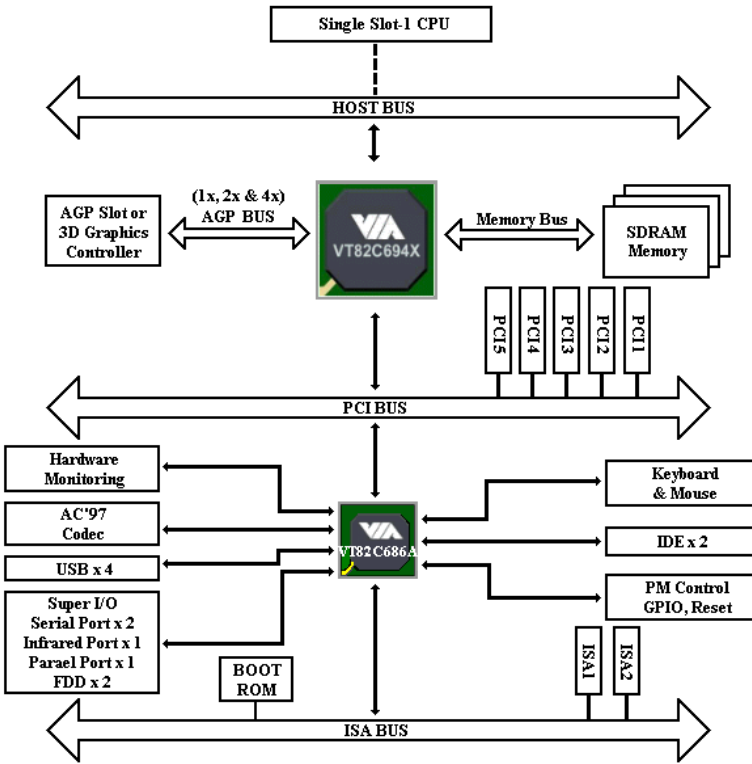 Single Slot-1 CPU
HOST BUS
(1x, 2x & 4x)
AGP BUS
AGP Slot or
3D Graphics
Controller
VIA
VT82C694X
Memory Bus
SDRAM
Memory
PCI5
PCI4
PCI3
PCI2
PCI1
PCI BUS
Hardware
Monitoring
AC'97
Codec
USB x 4
Super I/O
Serial Port x 2
Infrared Port x 1
Parael Port x 1
FDD x 2
VIA
VT82C686A
Keyboard
& Mouse
IDE x 2
PM Control
GPIO, Reset
BOOT
ROM
ISA1
ISA2
ISA BUS